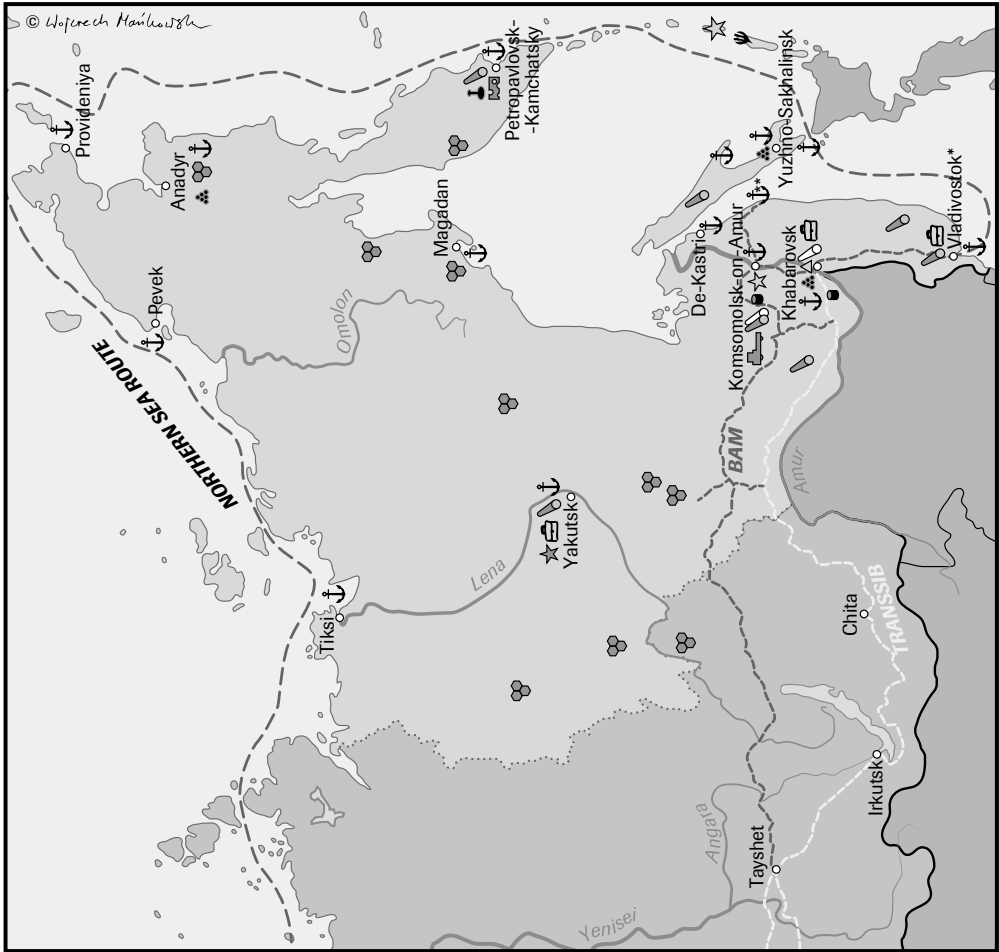 © Wojciech Mańkowski
NORTHERN SEA ROUTE
Provideniya
Anadyr
Pevek
Petropavlovsk-
-Kamchatsky
Magadan
Omolon
Yuzhno-Sakhalinsk
De-Kastri
**
Komsomolsk-on-Amur
Khabarovsk
Vladivostok*
BAM
Amur
Yakutsk
Lena
Tiksi
Chita
TRANSSIB
Irkutsk
Angara
Tayshet
Yenisei